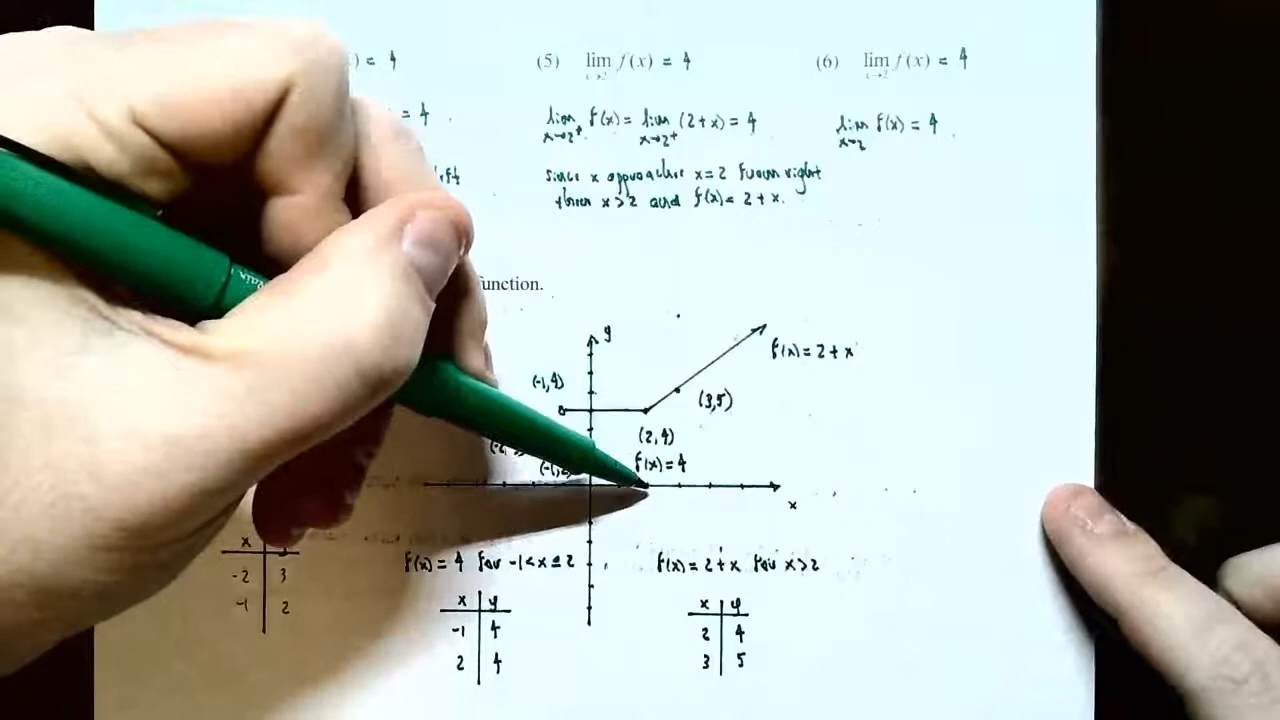 ) = 4
(5) lim f(x) = 4
(6) lim f(x) = 4
x→2
= 4 .
lim f(x) = lim (2+x) = 4
x→2⁺ x→2⁺
lim f(x) = 4 .
x→2
since x approaches x=2 from right
then x>2 and f(x) = 2+x.
unction.
y
f(x) = 2+x
(-1,4)
(3,5)
(2,4)
f(x)=4
x
f(x) = 4 for -1<x≤2 ,
f(x) = 2+x for x>2
x
-2 3
-1 2
x y
-1 4
2 4
x y
2 4
3 5